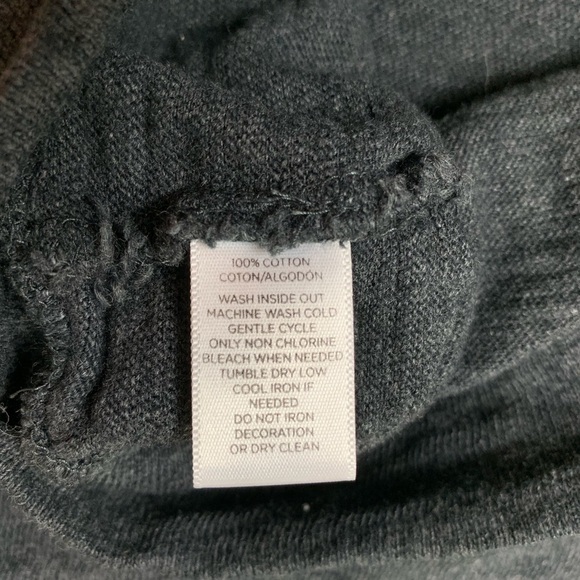 100% COTTON
COTON/ALGODÓN
WASH INSIDE OUT
MACHINE WASH COLD
GENTLE CYCLE
ONLY NON CHLORINE
BLEACH WHEN NEEDED
TUMBLE DRY LOW
COOL IRON IF
NEEDED
DO NOT IRON
DECORATION
OR DRY CLEAN